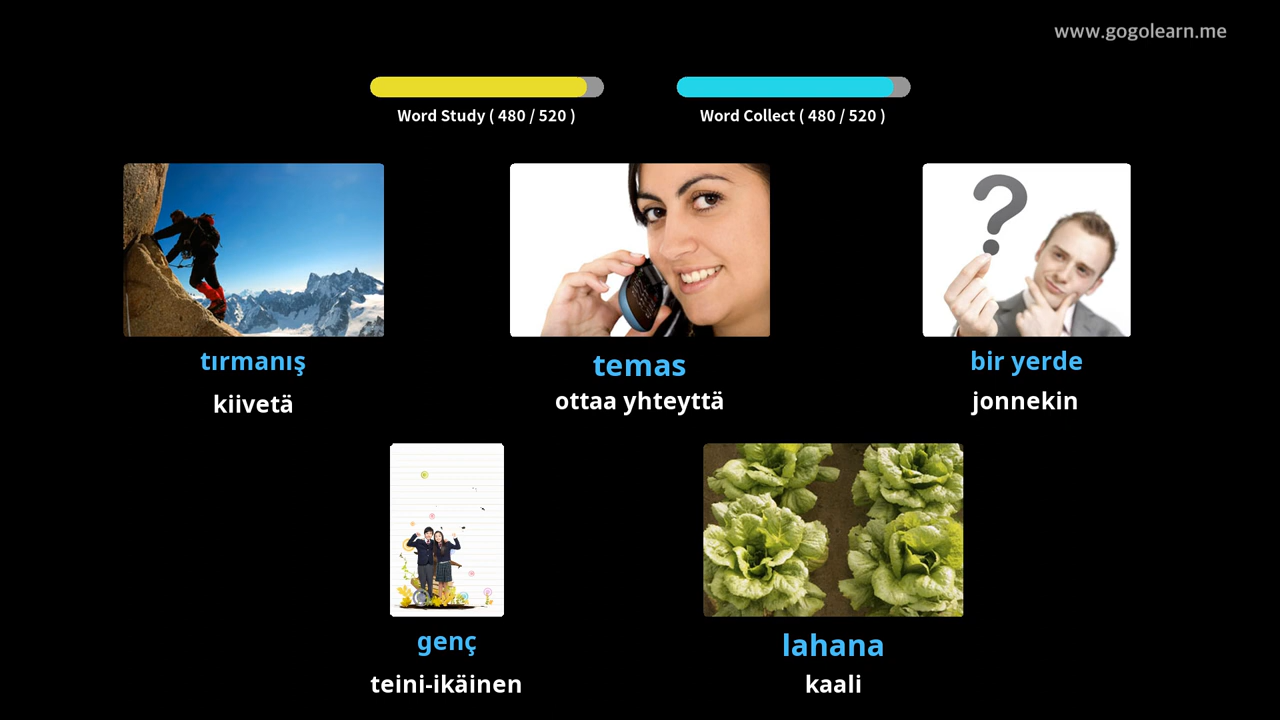 www.gogolearn.me
Word Study ( 480 / 520 )
Word Collect ( 480 / 520 )
tırmanış
kiivetä
temas
ottaa yhteyttä
bir yerde
jonnekin
genç
teini-ikäinen
lahana
kaali